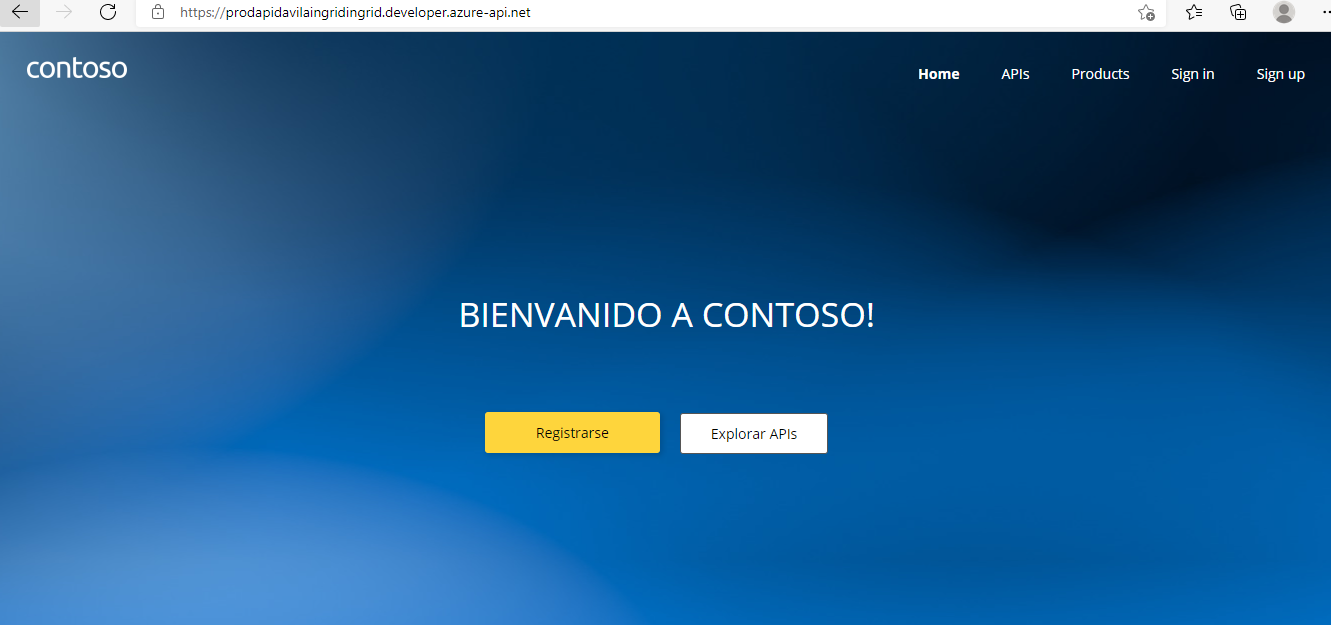 https://prodapidavilaingridingrid.developer.azure-api.net
contoso
Home APIs Products Sign in Sign up
BIENVANIDO A CONTOSO!
Registrarse Explorar APIs